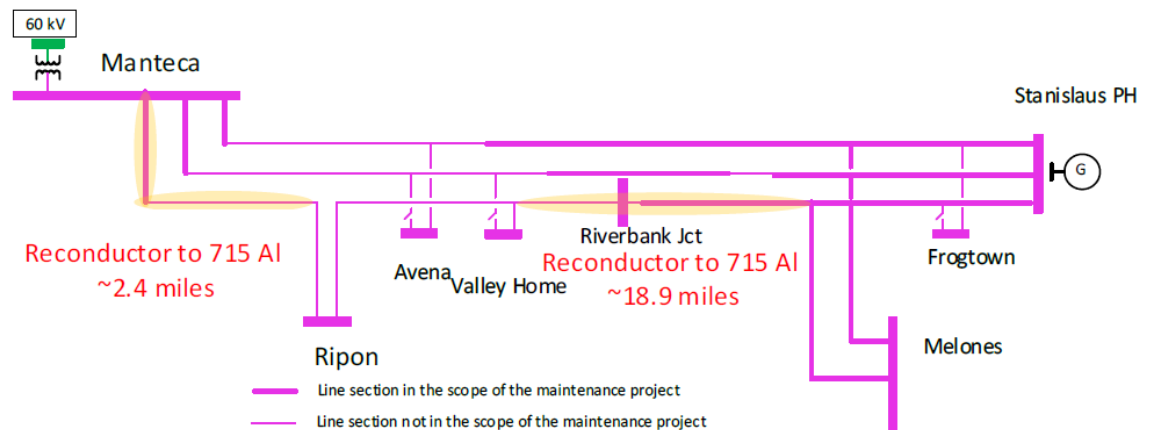 60 kV
Manteca
Stanislaus PH
G
Riverbank Jct
Reconductor to 715 Al
~2.4 miles
Avena
Valley Home
Reconductor to 715 Al
~18.9 miles
Frogtown
Ripon
Melones
Line section in the scope of the maintenance project
Line section not in the scope of the maintenance project